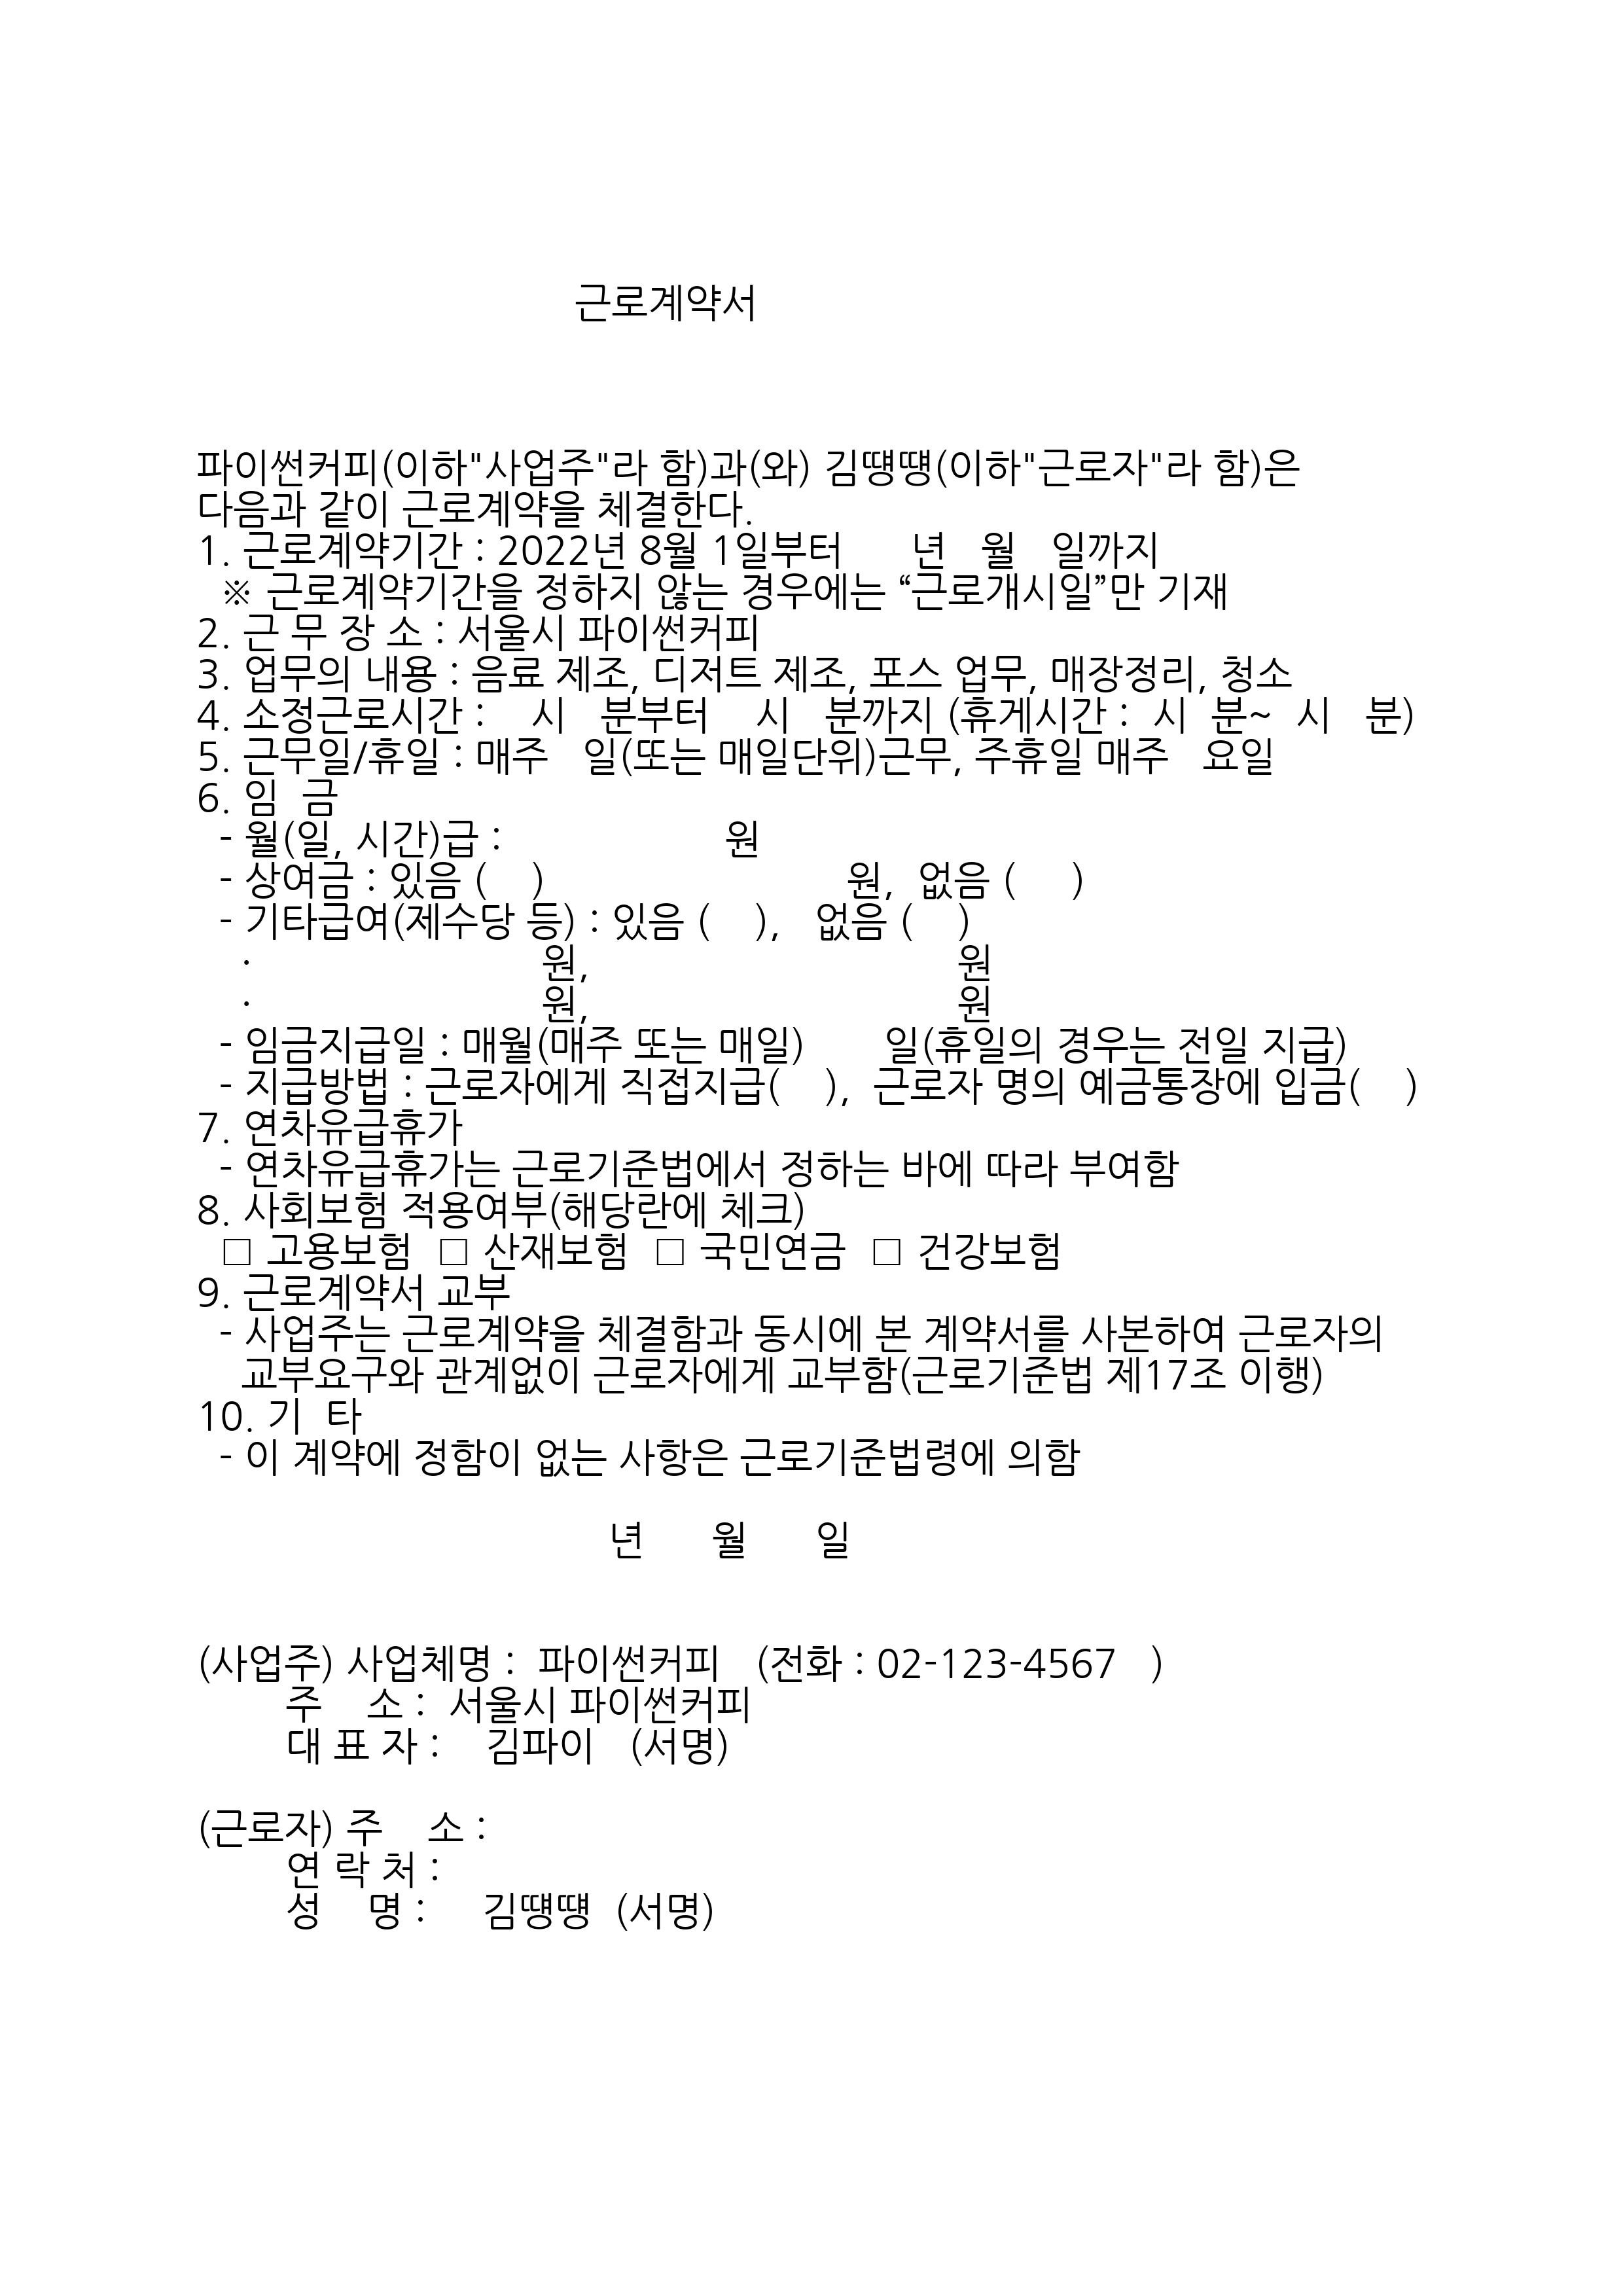 근로계약서
파이썬커피(이하"사업주"라 함)과(와) 김떙떙(이하"근로자"라 함)은
다음과 같이 근로계약을 체결한다.
1. 근로계약기간 : 2022년 8월 1일부터      년   월   일까지
※ 근로계약기간을 정하지 않는 경우에는 “근로개시일”만 기재
2. 근 무 장 소 : 서울시 파이썬커피
3. 업무의 내용 : 음료 제조, 디저트 제조, 포스 업무, 매장정리, 청소
4. 소정근로시간 :    시   분부터    시   분까지 (휴게시간 :  시  분~  시   분)
5. 근무일/휴일 : 매주   일(또는 매일단위)근무, 주휴일 매주   요일
6. 임  금
- 월(일, 시간)급 :                    원
- 상여금 : 있음 (    )                           원,  없음 (     )
- 기타급여(제수당 등) : 있음 (    ),   없음 (    )
·                           원,                                 원
·                           원,                                 원
- 임금지급일 : 매월(매주 또는 매일)       일(휴일의 경우는 전일 지급)
- 지급방법 : 근로자에게 직접지급(    ),  근로자 명의 예금통장에 입금(    )
7. 연차유급휴가
- 연차유급휴가는 근로기준법에서 정하는 바에 따라 부여함
8. 사회보험 적용여부(해당란에 체크)
□ 고용보험  □ 산재보험  □ 국민연금  □ 건강보험
9. 근로계약서 교부
- 사업주는 근로계약을 체결함과 동시에 본 계약서를 사본하여 근로자의
교부요구와 관계없이 근로자에게 교부함(근로기준법 제17조 이행)
10. 기  타
- 이 계약에 정함이 없는 사항은 근로기준법령에 의함
년      월      일
(사업주) 사업체명 :  파이썬커피   (전화 : 02-123-4567   )
주    소 :  서울시 파이썬커피
대 표 자 :    김파이   (서명)
(근로자) 주    소 :
연 락 처 :
성    명 :     김떙떙  (서명)